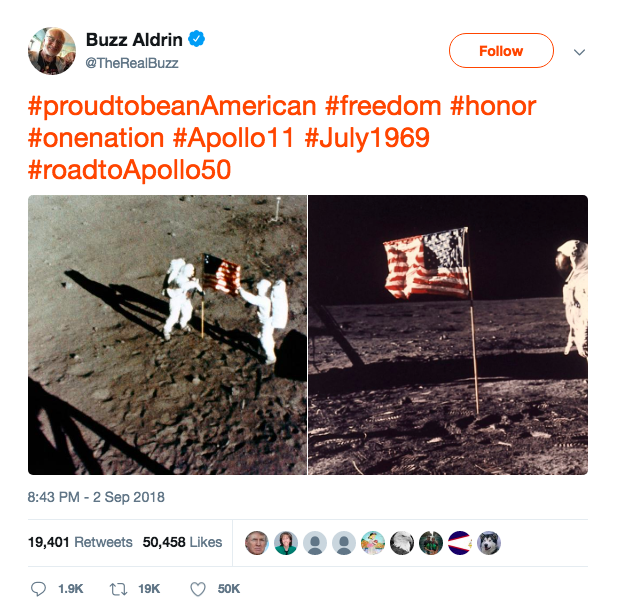 Buzz Aldrin
@TheRealBuzz
Follow
#proudtobeanAmerican #freedom #honor
#onenation #Apollo11 #July1969
#roadtoApollo50
8:43 PM - 2 Sep 2018
19,401 Retweets 50,458 Likes
1.9K 19K 50K